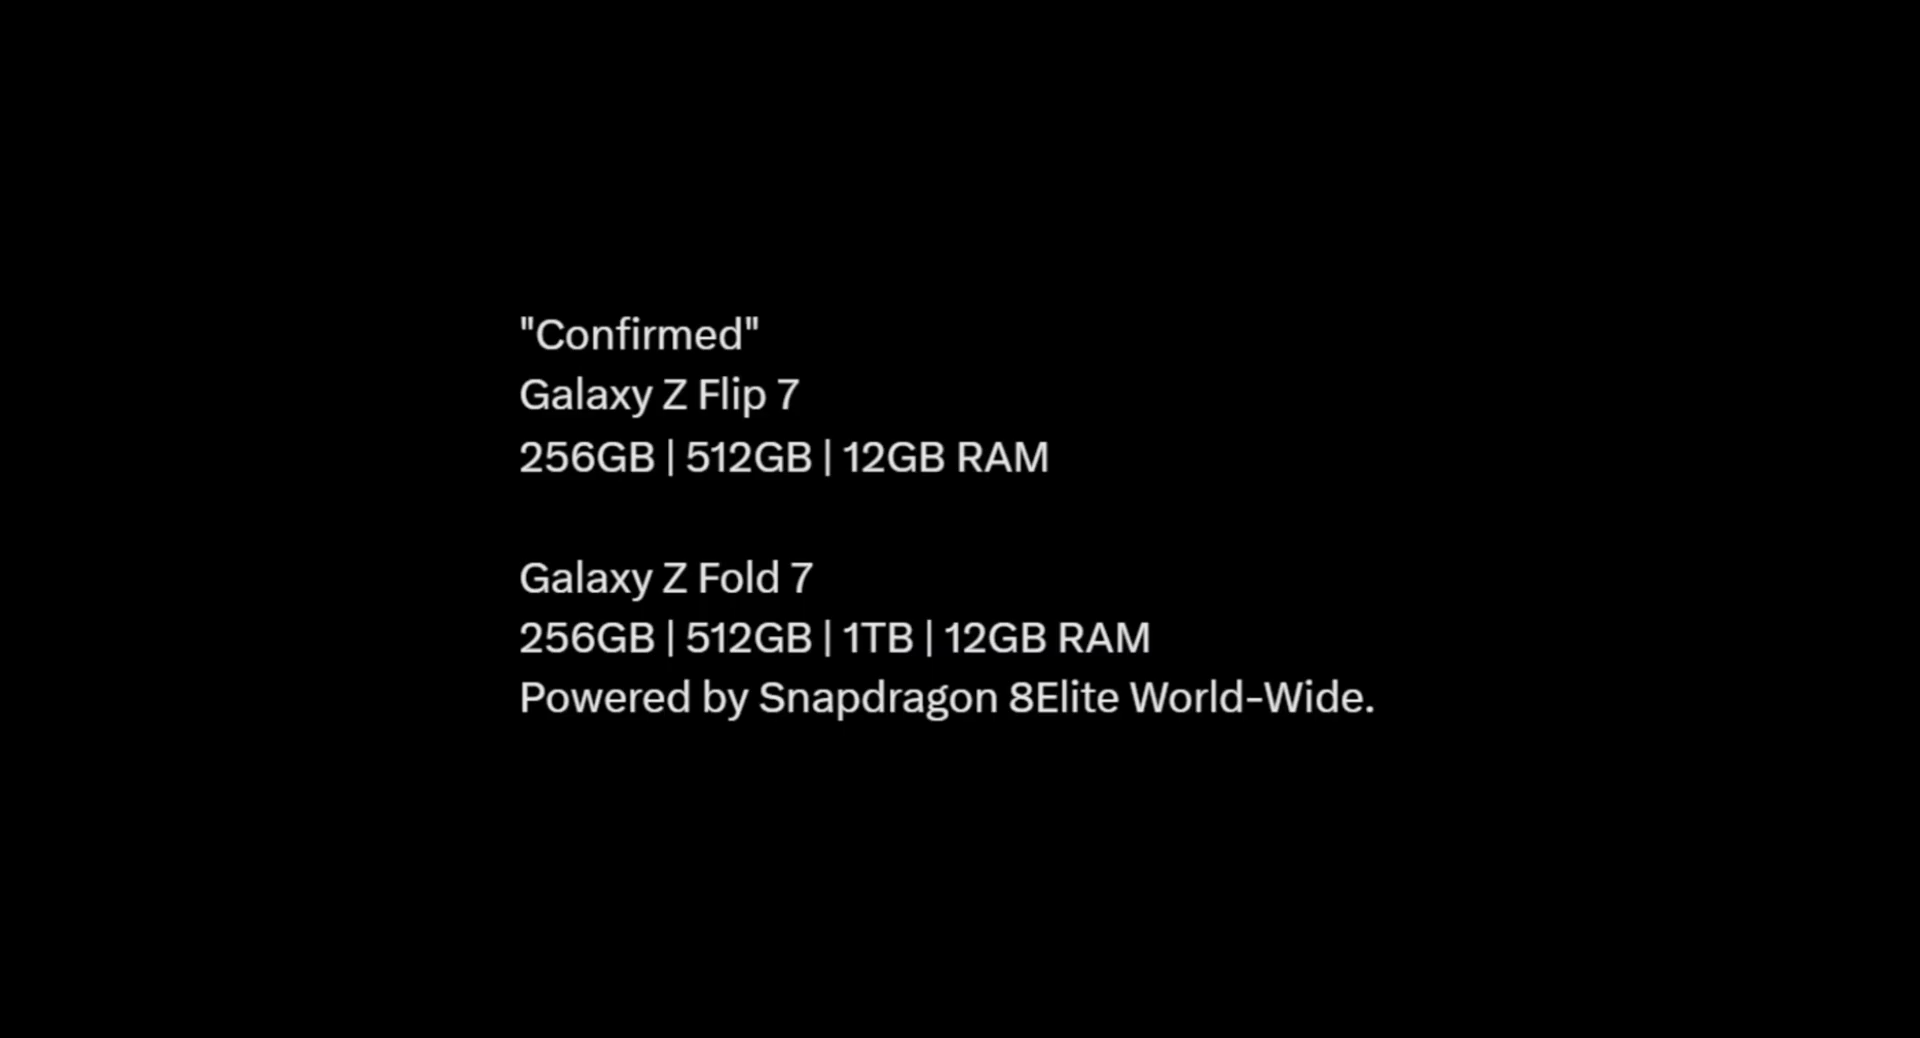 "Confirmed"
Galaxy Z Flip 7
256GB | 512GB | 12GB RAM
Galaxy Z Fold 7
256GB | 512GB | 1TB | 12GB RAM
Powered by Snapdragon 8Elite World-Wide.